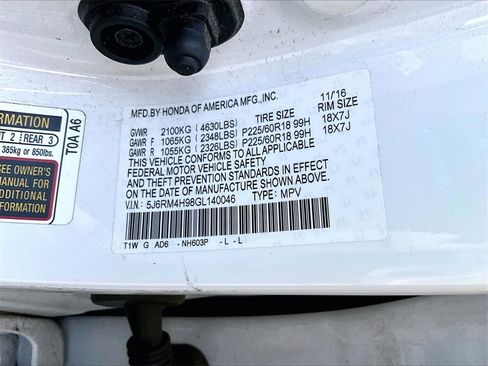 MFD.BY HONDA OF AMERICA MFG.,INC. 11/16
TIRE SIZE RIM SIZE
GVWR 2100KG (4630LBS)
GAWR F 1065KG (2348LBS) P225/60R18 99H 18X7J
GAWR R 1055KG (2326LBS) P225/60R18 99H 18X7J
THIS VEHICLE CONFORMS TO ALL APPLICABLE
FEDERAL MOTOR VEHICLE SAFETY
AND THEFT PREVENTION STANDARDS IN EFFECT
ON THE DATE OF MANUFACTURE SHOWN ABOVE.
V.I.N.: 5J6RM4H98GL140046 TYPE: MPV
T1W G AD6 - NH603P - L - L
RMATION
T 2 REAR 3
385kg or 850lbs.
SEE OWNER'S
MANUAL FOR
ADDITIONAL
INFORMATION
T0A A6